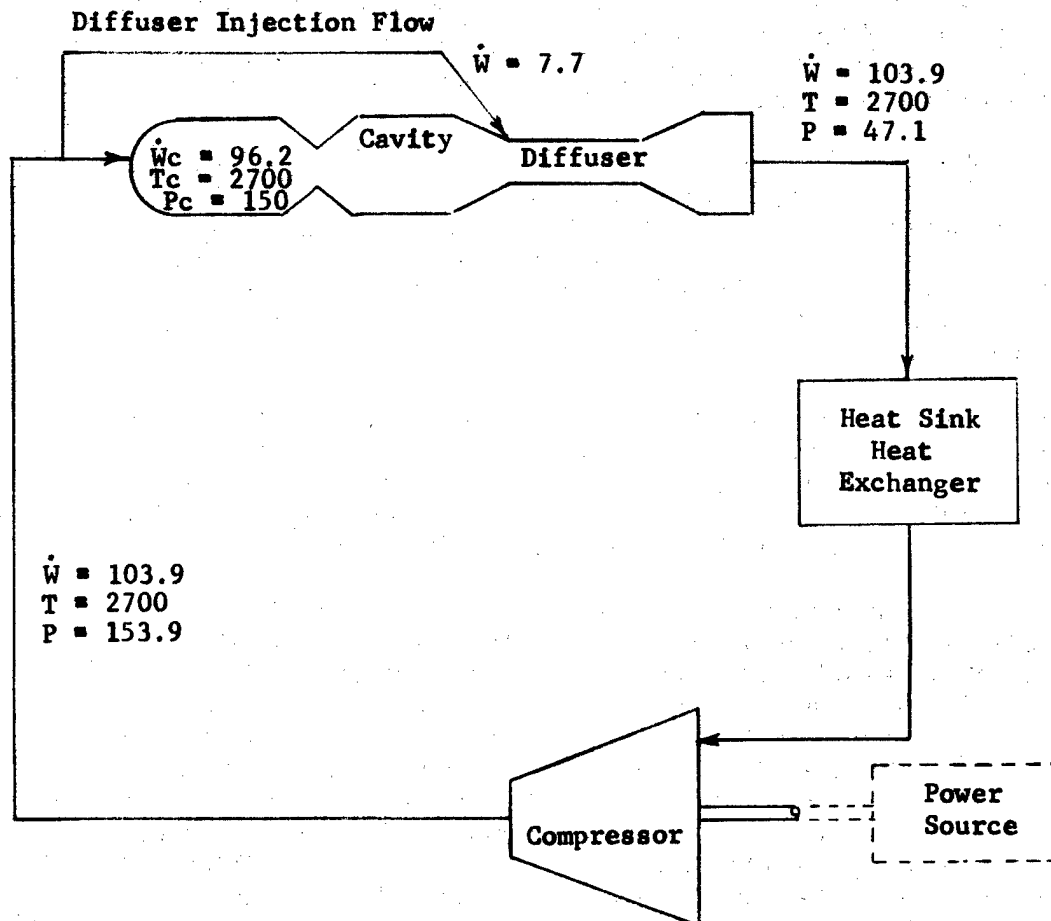 Diffuser Injection Flow
Ẇ = 7.7
Ẇ = 103.9
T = 2700
P = 47.1
Cavity
Diffuser
Ẇc = 96.2
Tc = 2700
Pc = 150
Heat Sink
Heat
Exchanger
Ẇ = 103.9
T = 2700
P = 153.9
Compressor
Power
Source